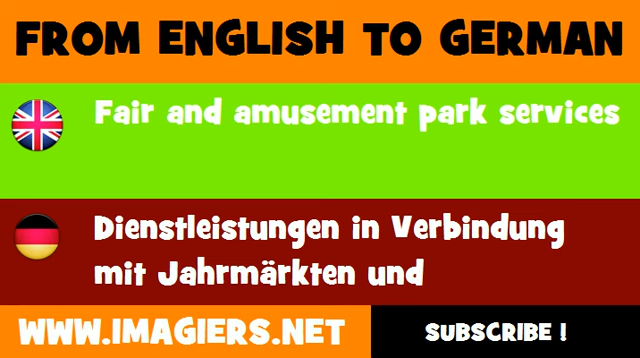 FROM ENGLISH TO GERMAN
Fair and amusement park services
Dienstleistungen in Verbindung
mit Jahrmärkten und
WWW.IMAGIERS.NET
SUBSCRIBE !